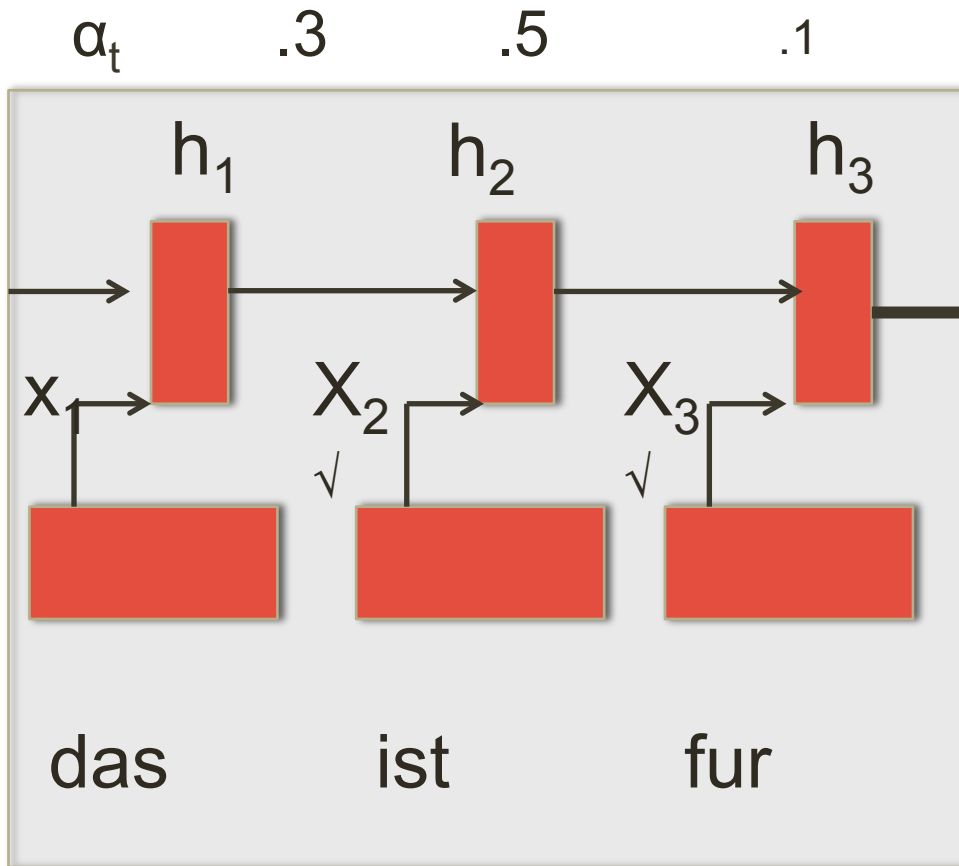 αt .3 .5 .1
h1 h2 h3
x1 X2 X3
√ √
das ist fur